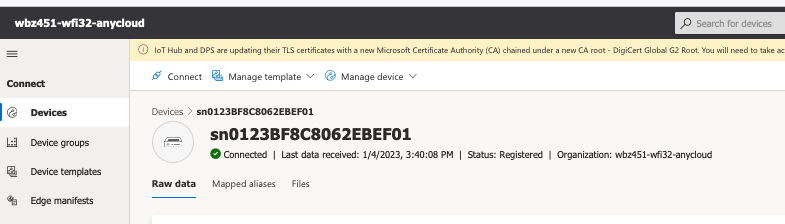 wbz451-wfi32-anycloud
Search for devices
IoT Hub and DPS are updating their TLS certificates with a new Microsoft Certificate Authority (CA) chained under a new CA root - DigiCert Global G2 Root. You will need to take ac
Connect
Manage template
Manage device
Connect
Devices
Device groups
Device templates
Edge manifests
Devices > sn0123BF8C8062EBEF01
sn0123BF8C8062EBEF01
Connected | Last data received: 1/4/2023, 3:40:08 PM | Status: Registered | Organization: wbz451-wfi32-anycloud
Raw data
Mapped aliases
Files